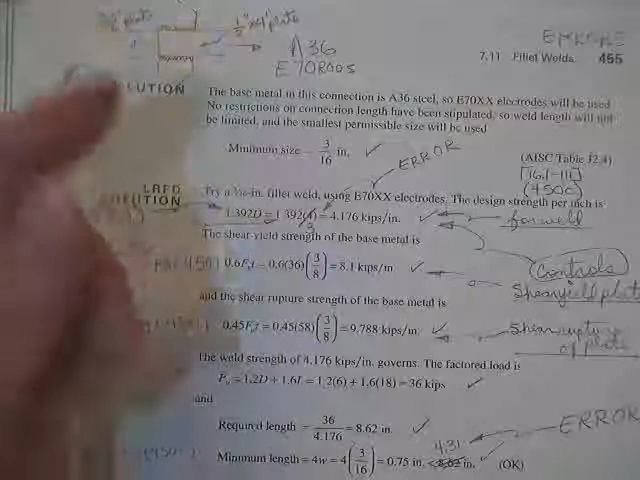 ½"x4" plate
ERRORS
A36
7.11 Fillet Welds 455
E70RODS
The base metal in this connection is A36 steel, so E70XX electrodes will be used.
No restrictions on connection length have been stipulated, so weld length will not
be limited, and the smallest permissible size will be used
Minimum size = 3/16 in. ✓
ERROR
(AISC Table J2.4)
[16.1-111]
(450C)
LRFD
Try a 3/16-in. fillet weld, using E70XX electrodes. The design strength per inch is
1.392D = 1.392(4) = 4.176 kips/in. ✓
3
for weld
The shear yield strength of the base metal is
0.6Fyt = 0.6(36)(3/8) = 8.1 kips/in ✓
Controls
Shear yield plate
and the shear rupture strength of the base metal is
0.45Fut = 0.45(58)(3/8) = 9.788 kips/in. ✓
Shear rupture
of plate
The weld strength of 4.176 kips/in. governs. The factored load is
Pu = 1.2D + 1.6L = 1.2(6) + 1.6(18) = 36 kips ✓
and
ERROR
Required length = 36/4.176 = 8.62 in. ✓
4.31
Minimum length = 4w = 4(3/16) = 0.75 in. < 8.62 in. ✓ (OK)